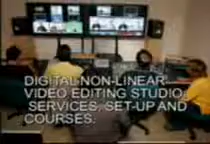 DIGITAL NON-LINEAR
VIDEO EDITING STUDIO,
SERVICES, SET-UP AND
COURSES.